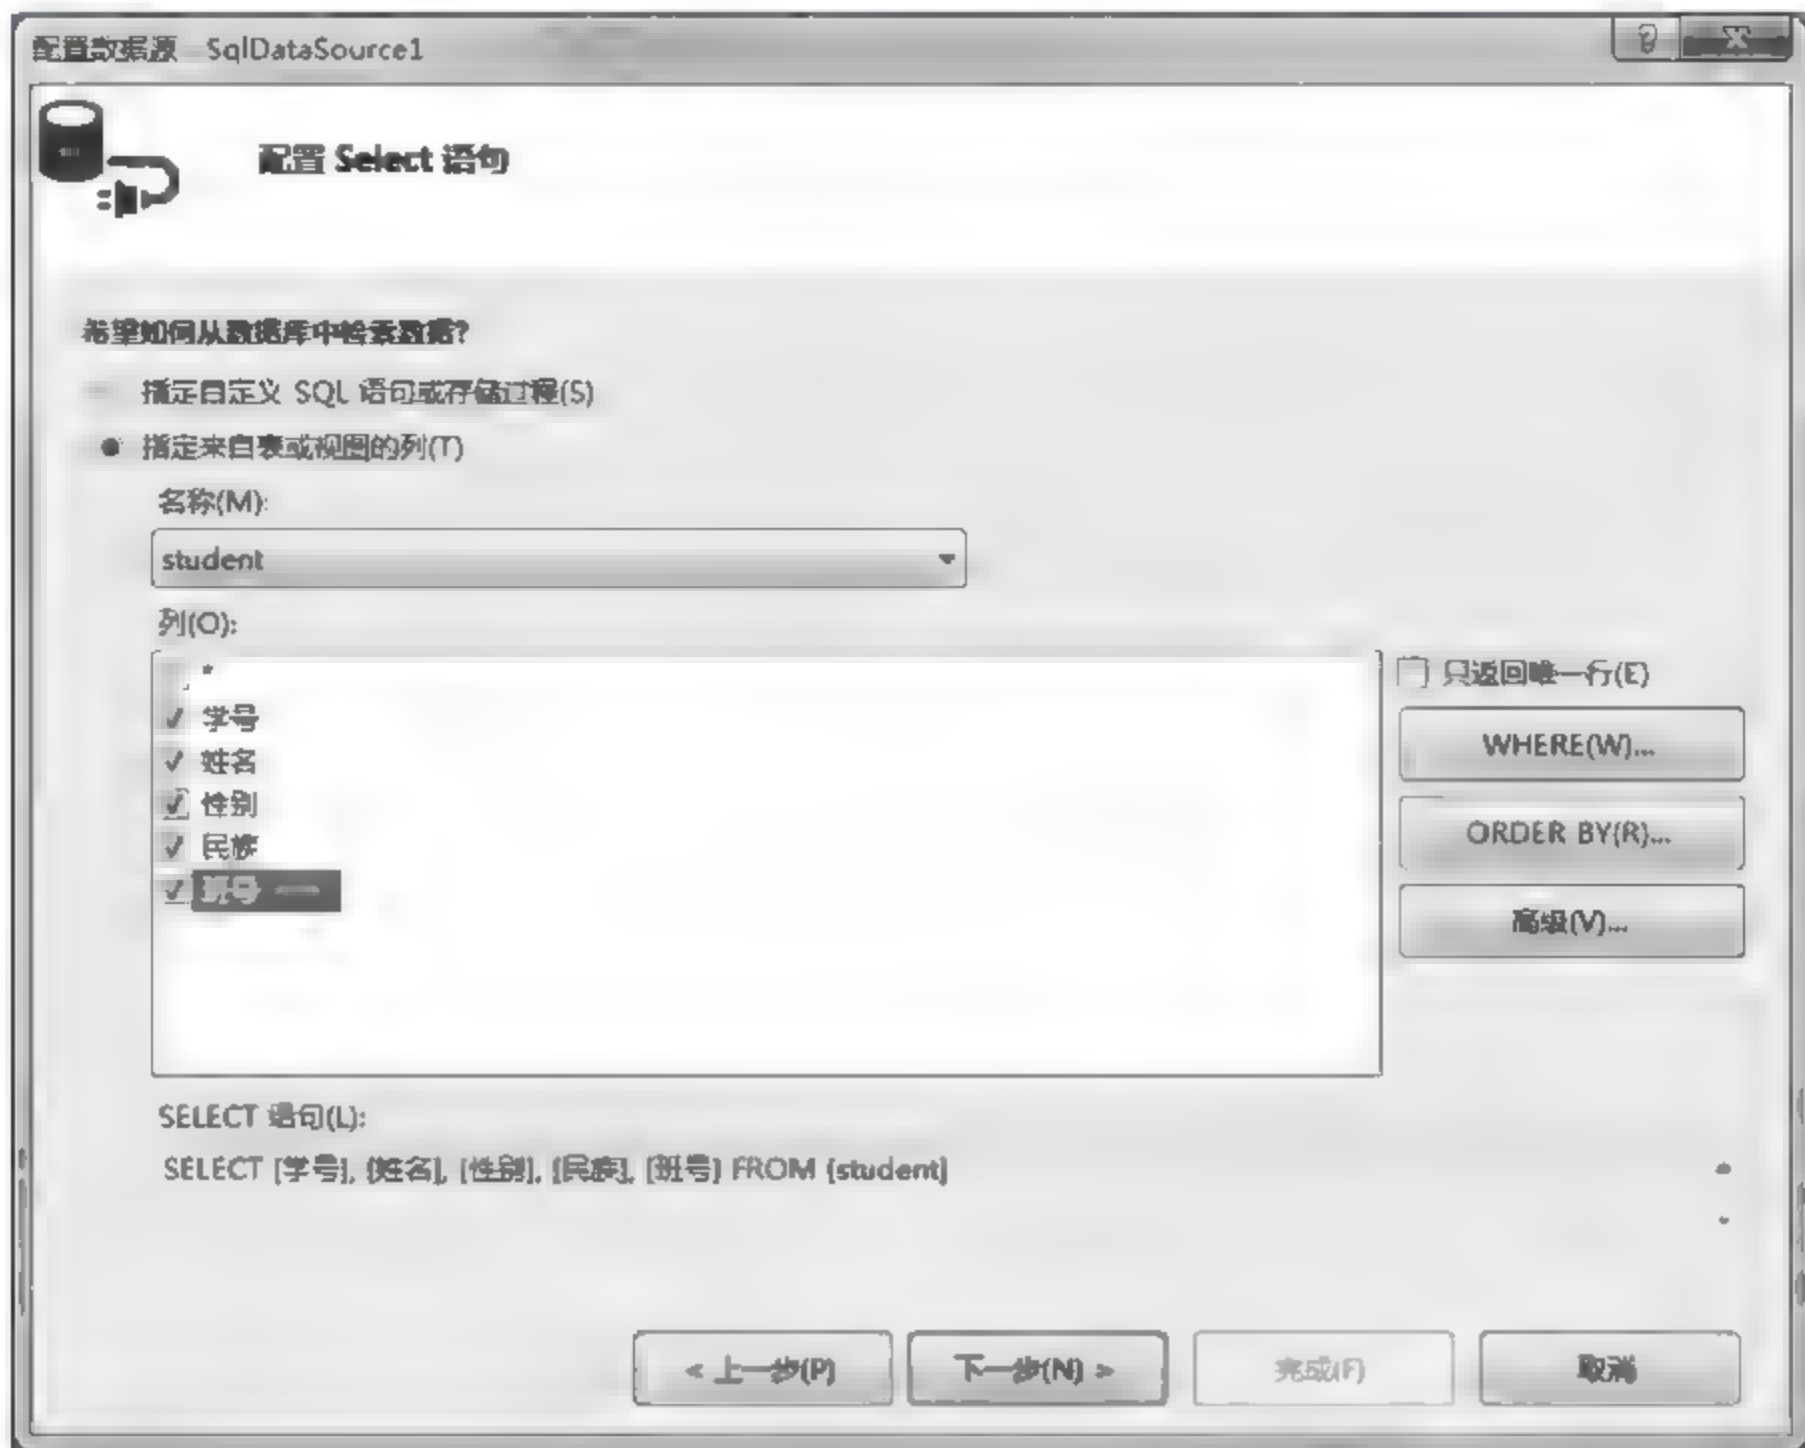 配置数据源 - SqlDataSource1
配置 Select 语句
希望如何从数据库中检索数据?
指定自定义 SQL 语句或存储过程(S)
指定来自表或视图的列(T)
名称(M):
student
列(O):
*
只返回唯一行(E)
学号
WHERE(W)...
姓名
性别
ORDER BY(R)...
民族
班号
高级(V)...
SELECT 语句(L):
SELECT [学号], [姓名], [性别], [民族], [班号] FROM [student]
< 上一步(P)
下一步(N) >
完成(F)
取消